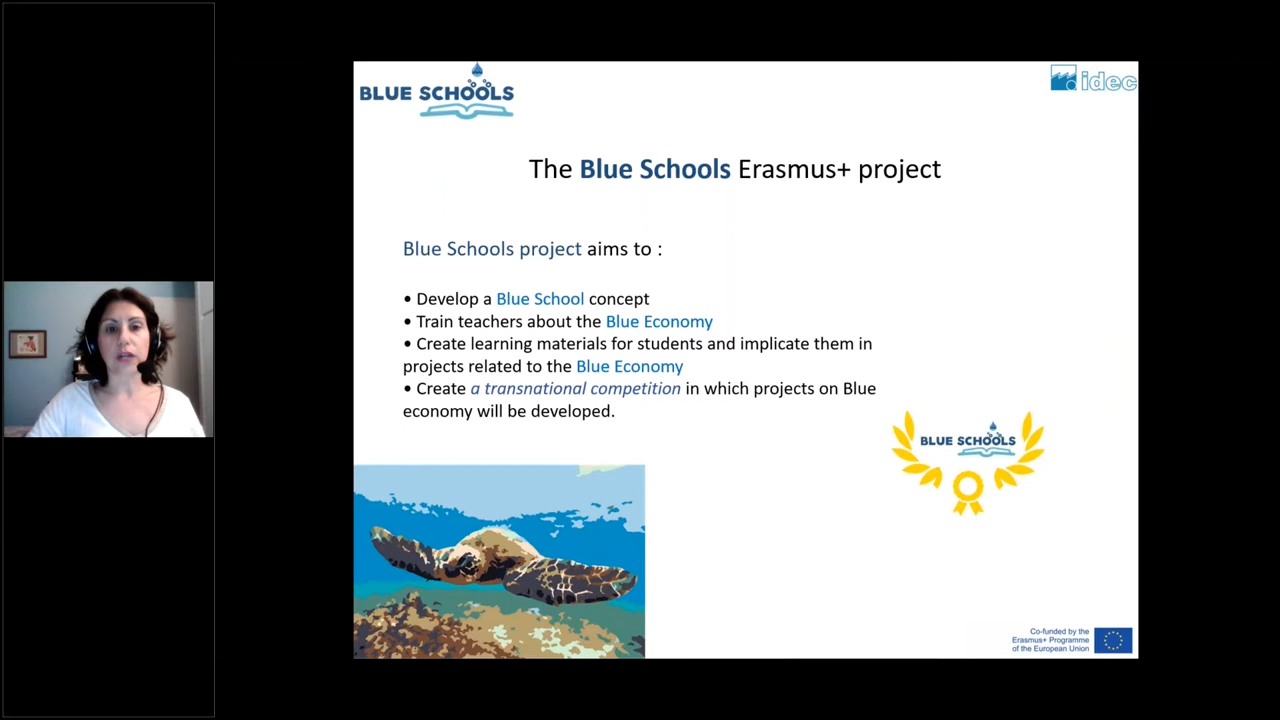 BLUE SCHOOLS
idec
The Blue Schools Erasmus+ project
Blue Schools project aims to :
• Develop a Blue School concept
• Train teachers about the Blue Economy
• Create learning materials for students and implicate them in
projects related to the Blue Economy
• Create a transnational competition in which projects on Blue
economy will be developed.
BLUE SCHOOLS
Co-funded by the
Erasmus+ Programme
of the European Union